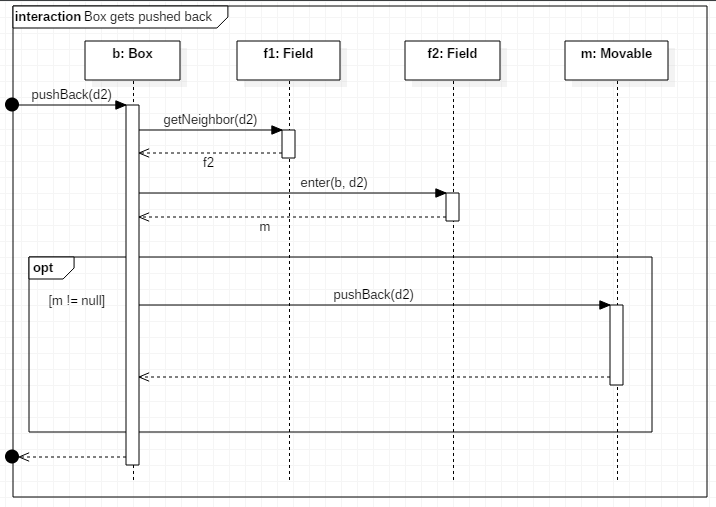 interaction Box gets pushed back
b: Box
f1: Field
f2: Field
m: Movable
pushBack(d2)
getNeighbor(d2)
f2
enter(b, d2)
m
opt
[m != null]
pushBack(d2)